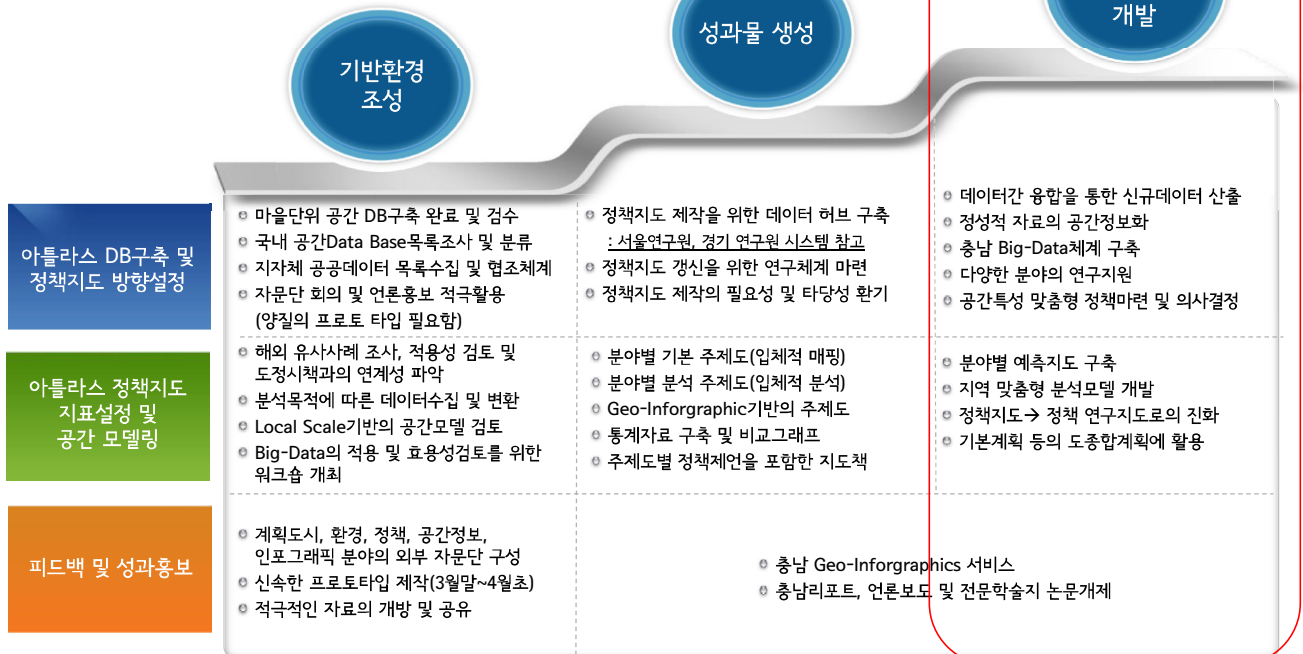 개발
성과물 생성
기반환경
조성
아틀라스 DB구축 및
정책지도 방향설정
마을단위 공간 DB구축 완료 및 검수
국내 공간Data Base목록조사 및 분류
지자체 공공데이터 목록수집 및 협조체계
자문단 회의 및 언론홍보 적극활용
(양질의 프로토 타입 필요함)
정책지도 제작을 위한 데이터 허브 구축
: 서울연구원, 경기 연구원 시스템 참고
정책지도 갱신을 위한 연구체계 마련
정책지도 제작의 필요성 및 타당성 환기
데이터간 융합을 통한 신규데이터 산출
정성적 자료의 공간정보화
충남 Big-Data체계 구축
다양한 분야의 연구지원
공간특성 맞춤형 정책마련 및 의사결정
아틀라스 정책지도
지표설정 및
공간 모델링
해외 유사사례 조사, 적용성 검토 및
도정시책과의 연계성 파악
분석목적에 따른 데이터수집 및 변환
Local Scale기반의 공간모델 검토
Big-Data의 적용 및 효용성검토를 위한
워크숍 개최
분야별 기본 주제도(입체적 매핑)
분야별 분석 주제도(입체적 분석)
Geo-Inforgraphic기반의 주제도
통계자료 구축 및 비교그래프
주제도별 정책제언을 포함한 지도책
분야별 예측지도 구축
지역 맞춤형 분석모델 개발
정책지도→ 정책 연구지도로의 진화
기본계획 등의 도종합계획에 활용
피드백 및 성과홍보
계획도시, 환경, 정책, 공간정보,
인포그래픽 분야의 외부 자문단 구성
신속한 프로토타입 제작(3월말~4월초)
적극적인 자료의 개방 및 공유
충남 Geo-Inforgraphics 서비스
충남리포트, 언론보도 및 전문학술지 논문개제